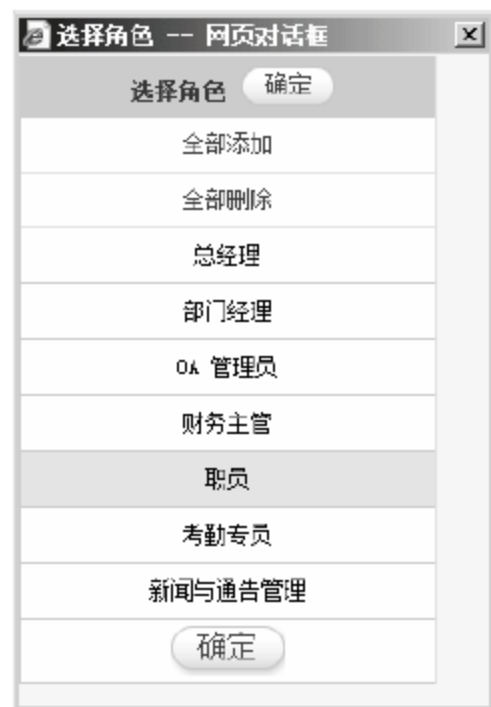 选择角色 -- 网页对话框
选择角色 确定
全部添加
全部删除
总经理
部门经理
OA 管理员
财务主管
职员
考勤专员
新闻与通告管理
确定